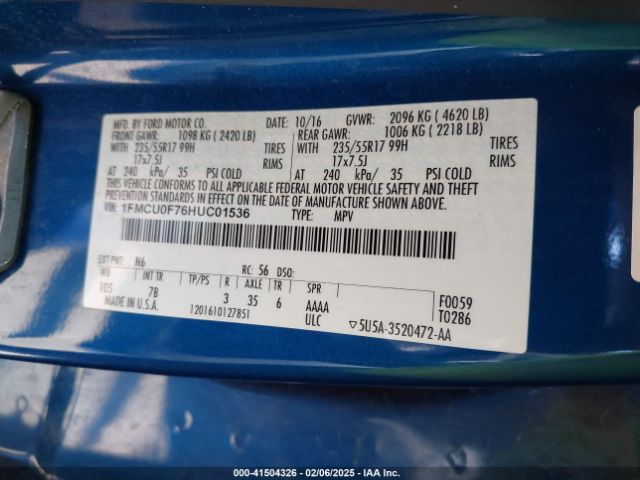 MFD. BY FORD MOTOR CO. 10/16 GVWR: 2096 KG ( 4620 LB)
FRONT GAWR: 1098 KG ( 2420 LB) REAR GAWR: 1006 KG ( 2218 LB)
WITH 235/55R17 99H TIRES WITH 235/55R17 99H TIRES
17x7.5J RIMS 17x7.5J RIMS
AT 240 kPa/ 35 PSI COLD AT 240 kPa/ 35 PSI COLD
THIS VEHICLE CONFORMS TO ALL APPLICABLE FEDERAL MOTOR VEHICLE SAFETY AND THEFT
PREVENTION STANDARDS IN EFFECT ON THE DATE OF MANUFACTURE SHOWN ABOVE.
VIN: 1FMCU0F76HUC01536 TYPE: MPV
EXT PNT: N6 RC: 56 DSO:
WB INT TR TP/PS R AXLE TR SPR
105 7B 3 35 6 AAAA F0059
MADE IN U.S.A. 1201610127851 ULC T0286
▽5U5A-3520472-AA
© 000-41504326 - 02/06/2025 - IAA Inc.